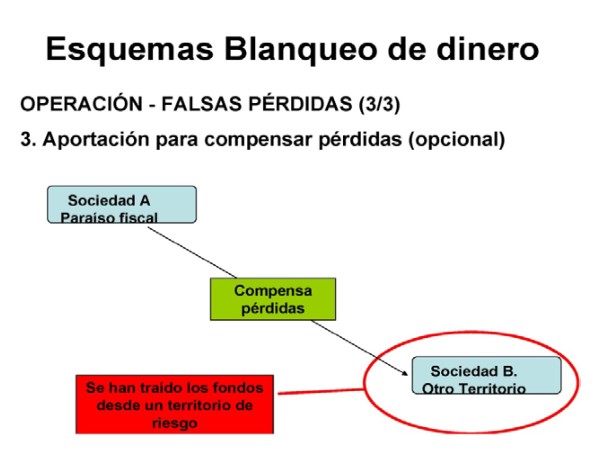 Esquemas Blanqueo de dinero
OPERACIÓN - FALSAS PÉRDIDAS (3/3)
3. Aportación para compensar pérdidas (opcional)
Sociedad A
Paraíso fiscal
Compensa
pérdidas
Sociedad B.
Otro Territorio
Se han traído los fondos
desde un territorio de
riesgo